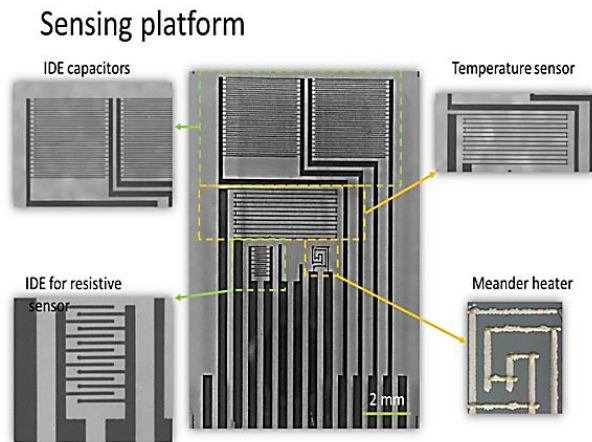 Sensing platform
IDE capacitors
Temperature sensor
IDE for resistive
sensor
Meander heater
2 mm